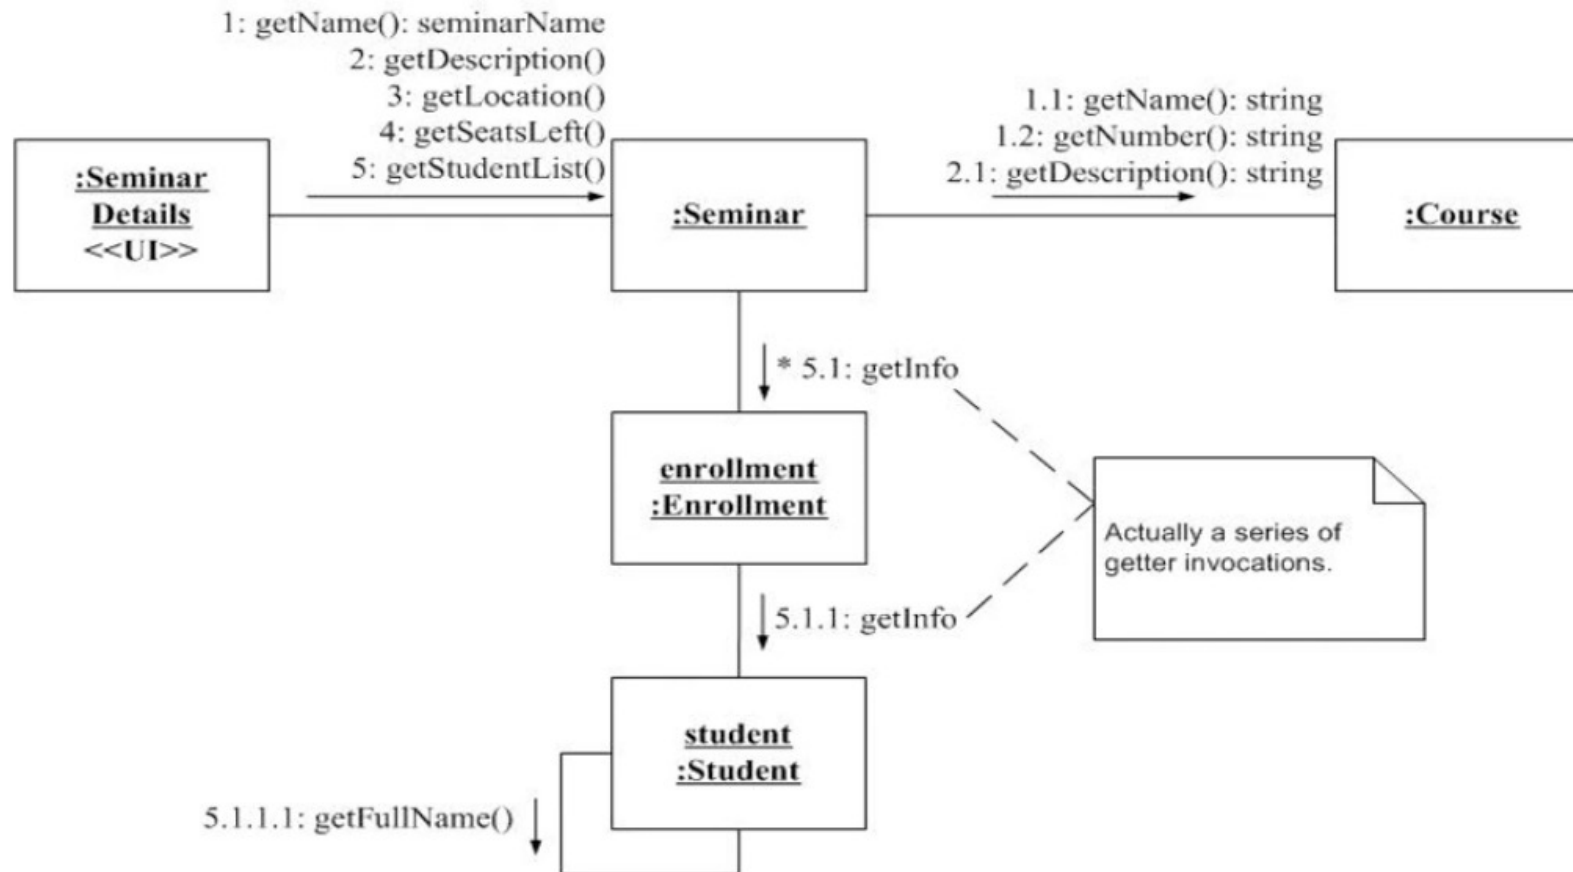 1: getName(): seminarName
2: getDescription()
3: getLocation()
4: getSeatsLeft()
5: getStudentList()
1.1: getName(): string
1.2: getNumber(): string
2.1: getDescription(): string
:Seminar
Details
<<UI>>
:Seminar
:Course
* 5.1: getInfo
enrollment
:Enrollment
Actually a series of
getter invocations.
5.1.1: getInfo
student
:Student
5.1.1.1: getFullName()